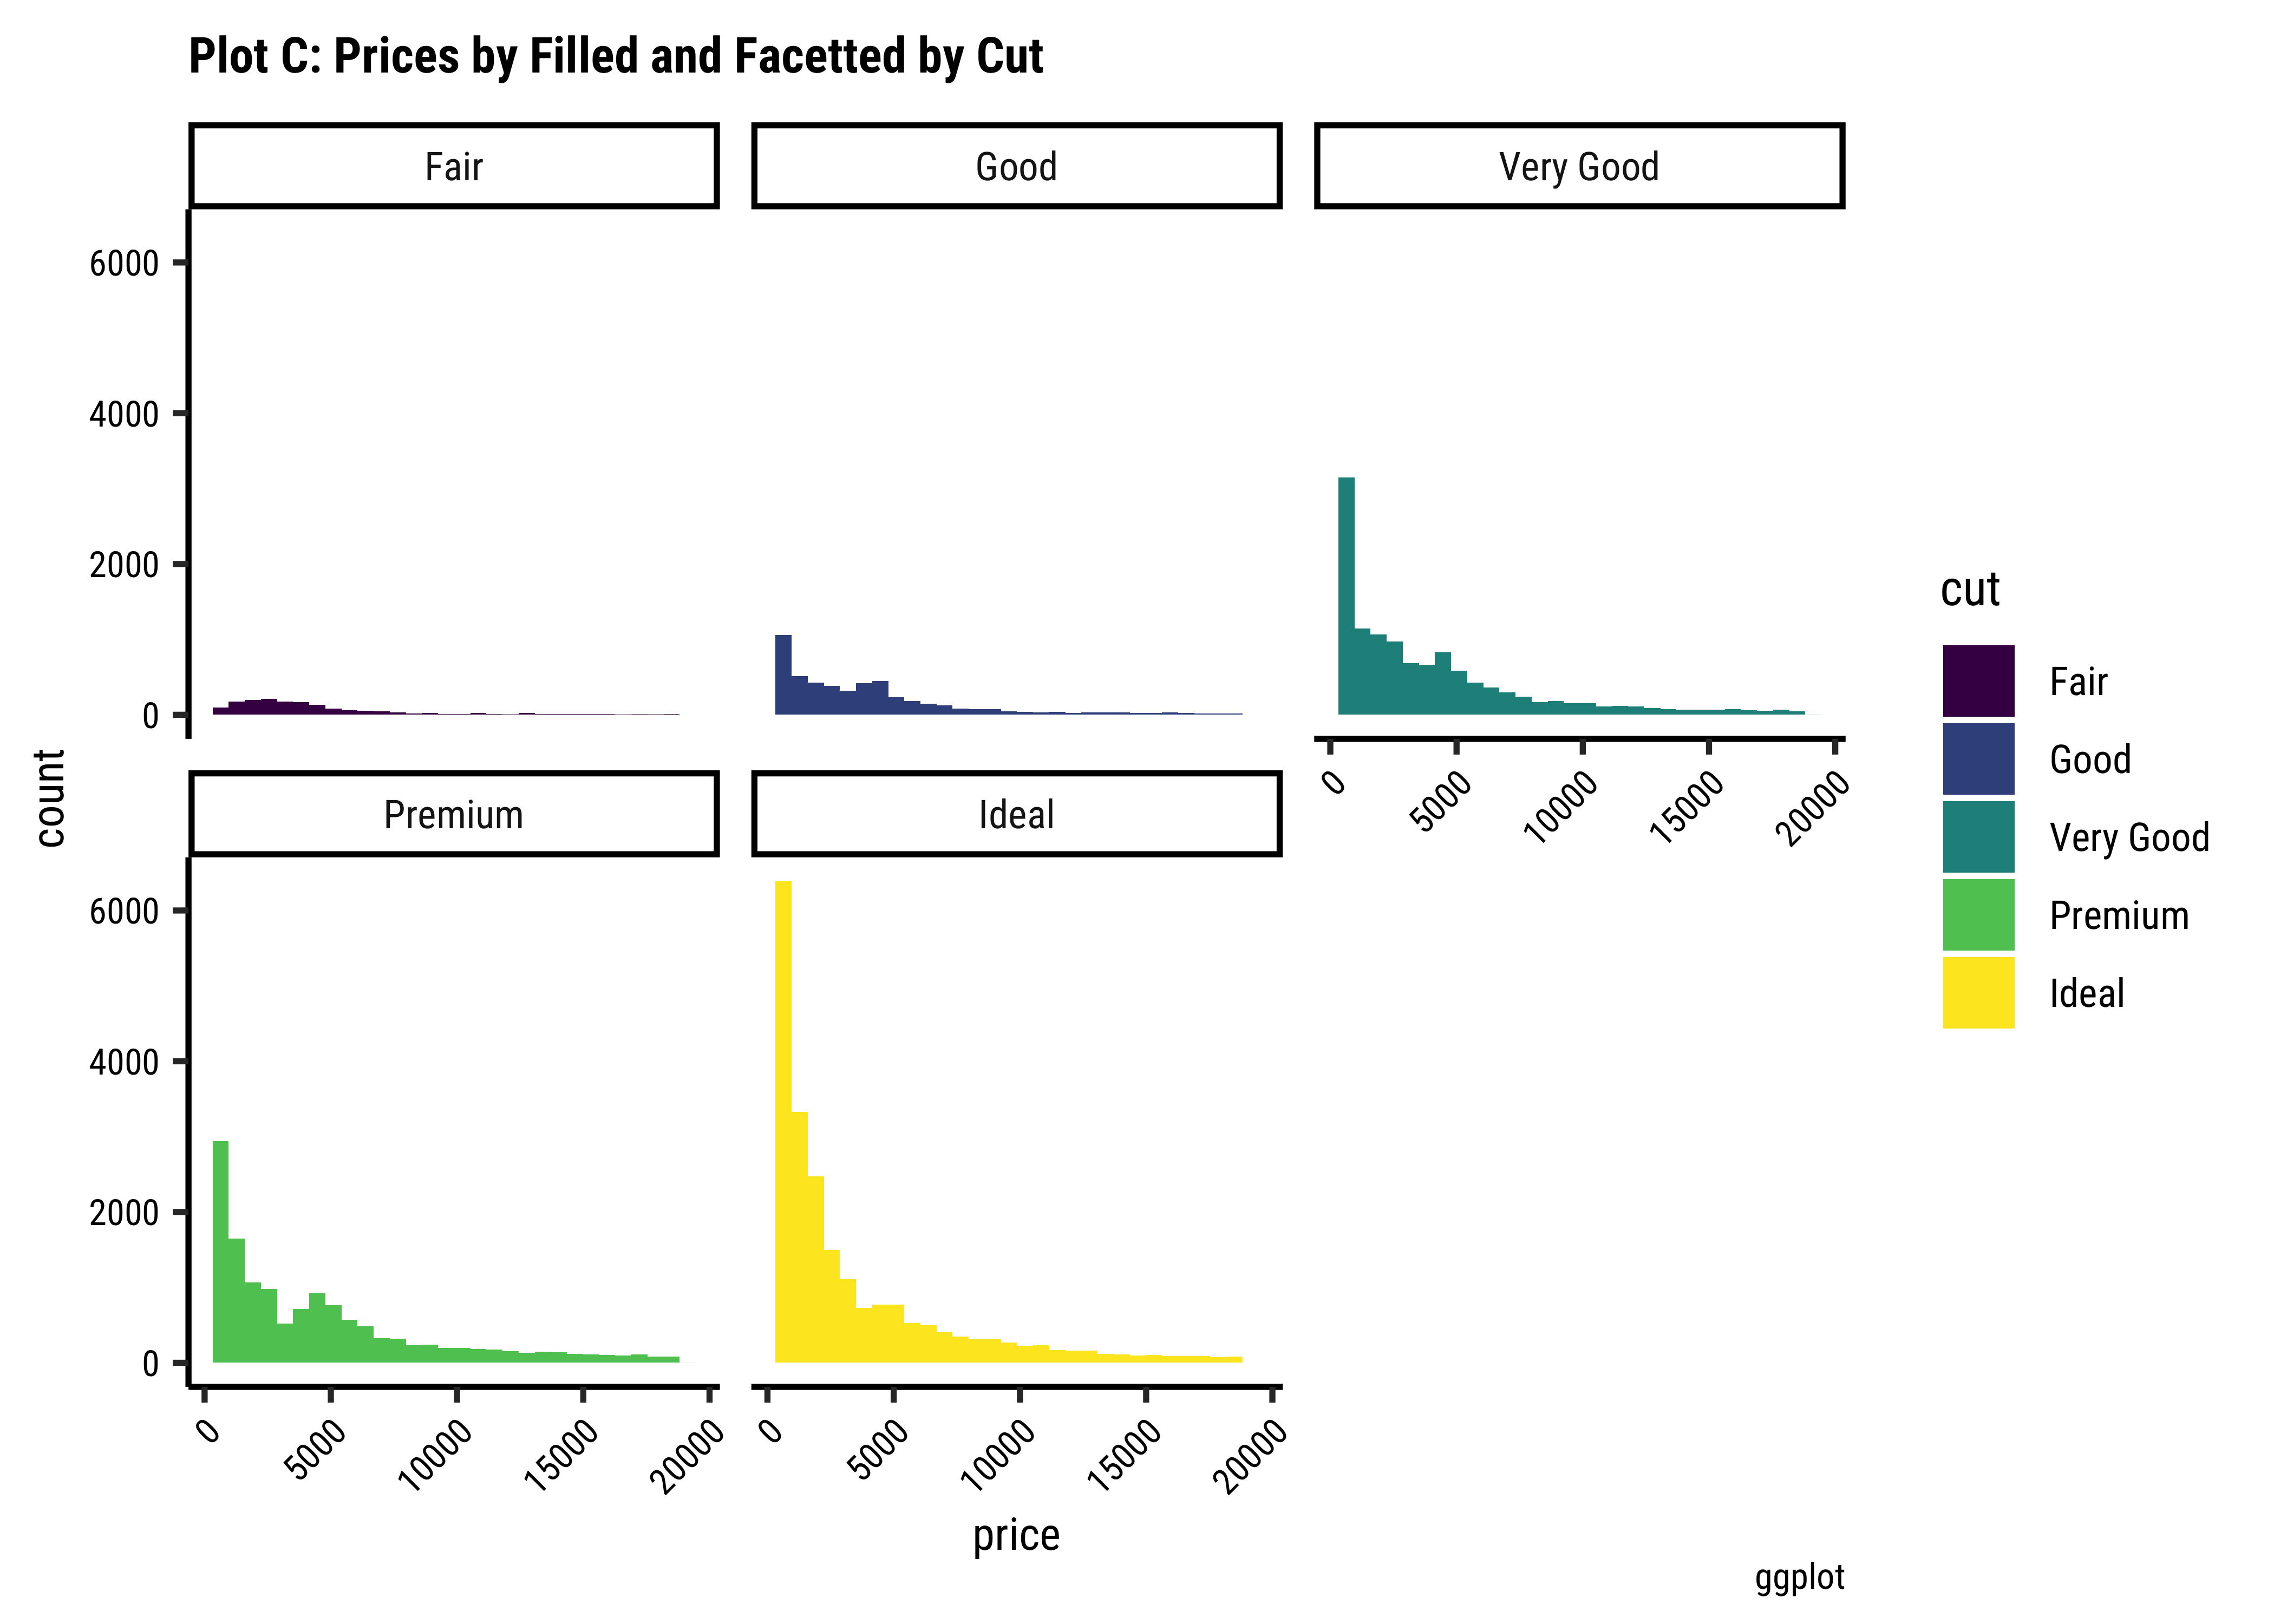 Plot C: Prices by Filled and Facetted by Cut
Fair
Good
Very Good
6000
4000
2000
0
0
5000
10000
15000
20000
count
Premium
Ideal
6000
4000
2000
0
0
5000
10000
15000
20000
0
5000
10000
15000
20000
price
cut
Fair
Good
Very Good
Premium
Ideal
ggplot